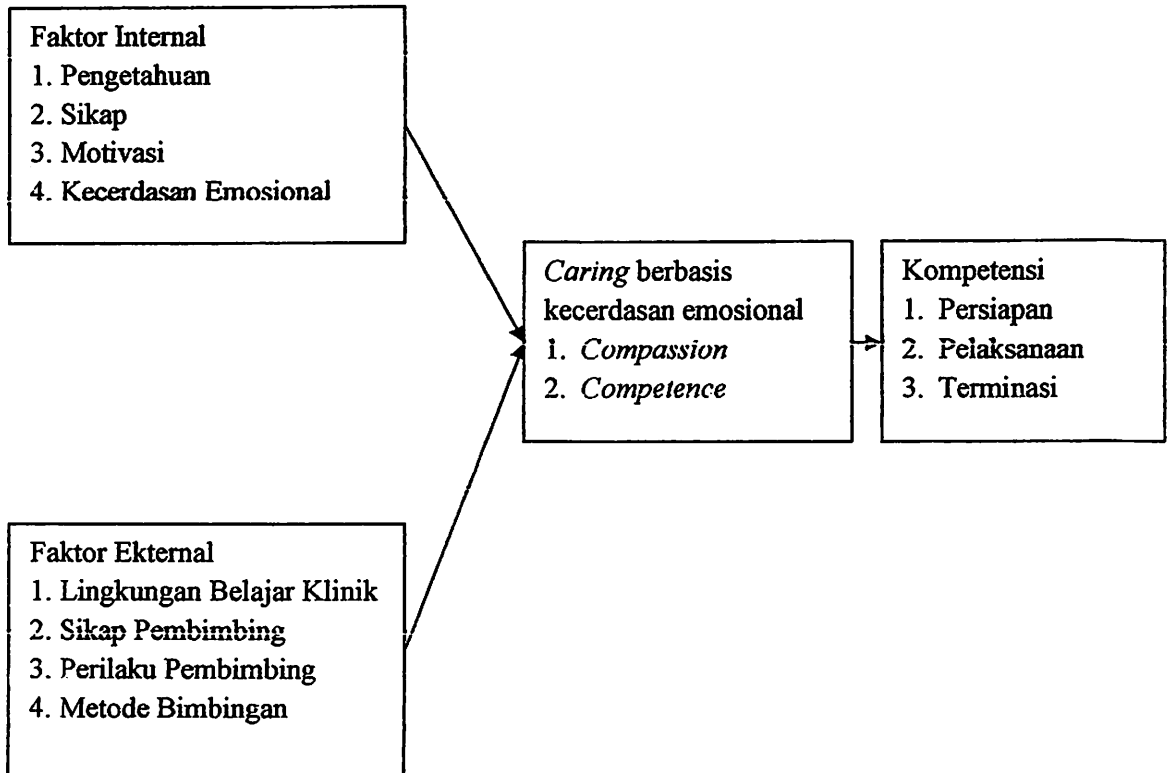 Faktor Internal
1. Pengetahuan
2. Sikap
3. Motivasi
4. Kecerdasan Emosional
Caring berbasis
kecerdasan emosional
1. Compassion
2. Competence
Kompetensi
1. Persiapan
2. Pelaksanaan
3. Terminasi
Faktor Ekternal
1. Lingkungan Belajar Klinik
2. Sikap Pembimbing
3. Perilaku Pembimbing
4. Metode Bimbingan